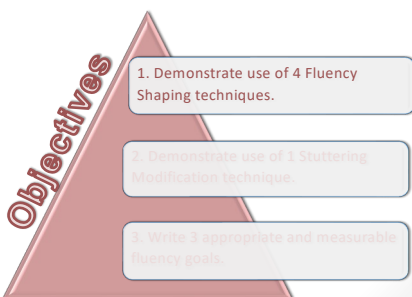 Objectives
1. Demonstrate use of 4 Fluency
Shaping techniques.
2. Demonstrate use of 1 Stuttering
Modification technique.
3. Write 3 appropriate and measurable
fluency goals.